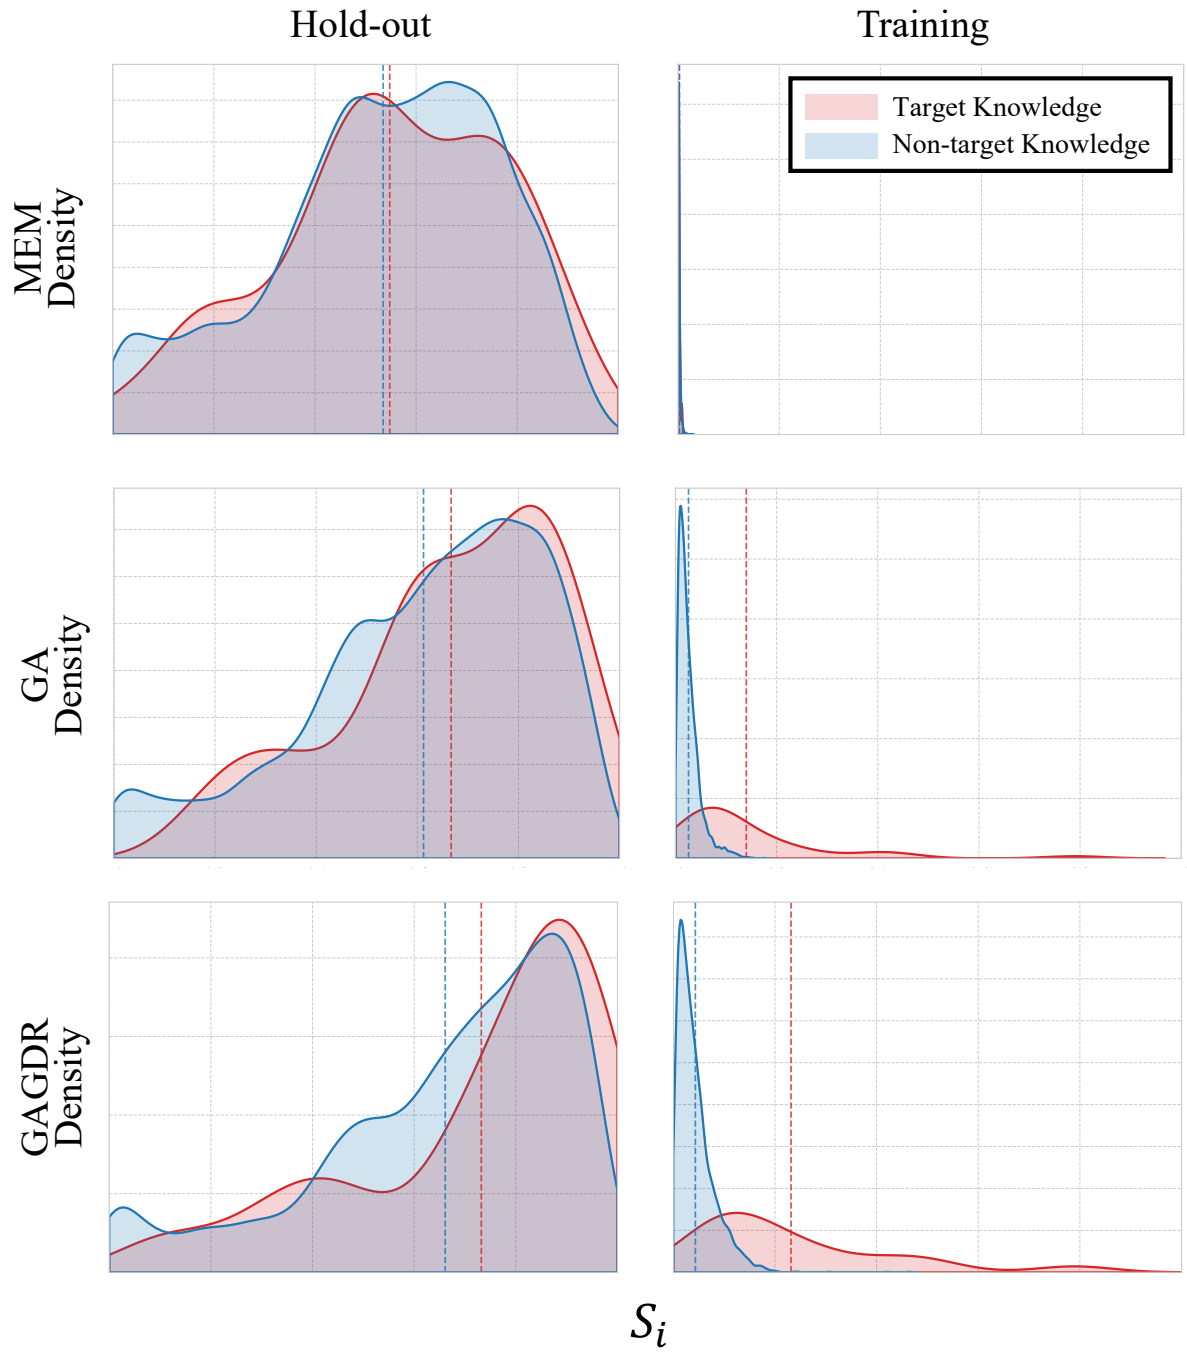 Hold-out
Training
Target Knowledge
Non-target Knowledge
MEM
Density
GA
Density
GAGDR
Density
S_i